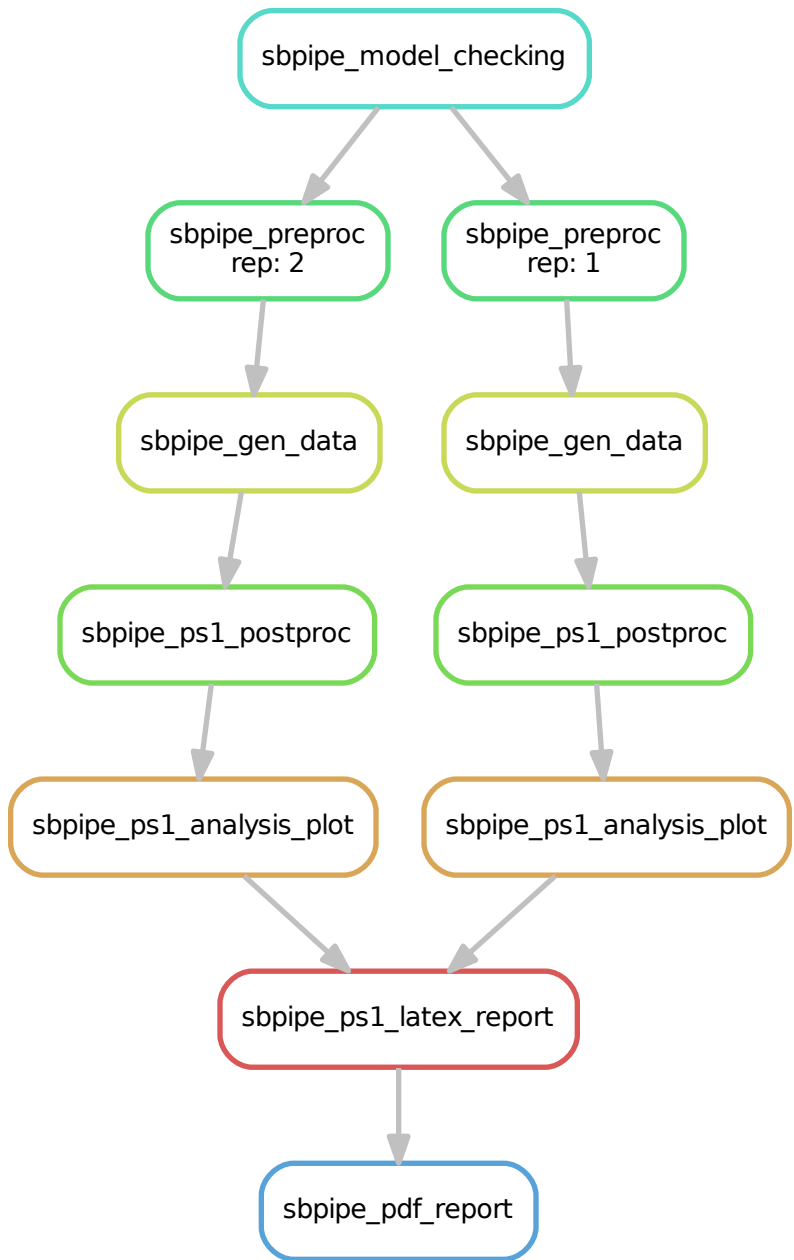 sbpipe_model_checking
sbpipe_preproc
rep: 2
sbpipe_preproc
rep: 1
sbpipe_gen_data
sbpipe_gen_data
sbpipe_ps1_postproc
sbpipe_ps1_postproc
sbpipe_ps1_analysis_plot
sbpipe_ps1_analysis_plot
sbpipe_ps1_latex_report
sbpipe_pdf_report